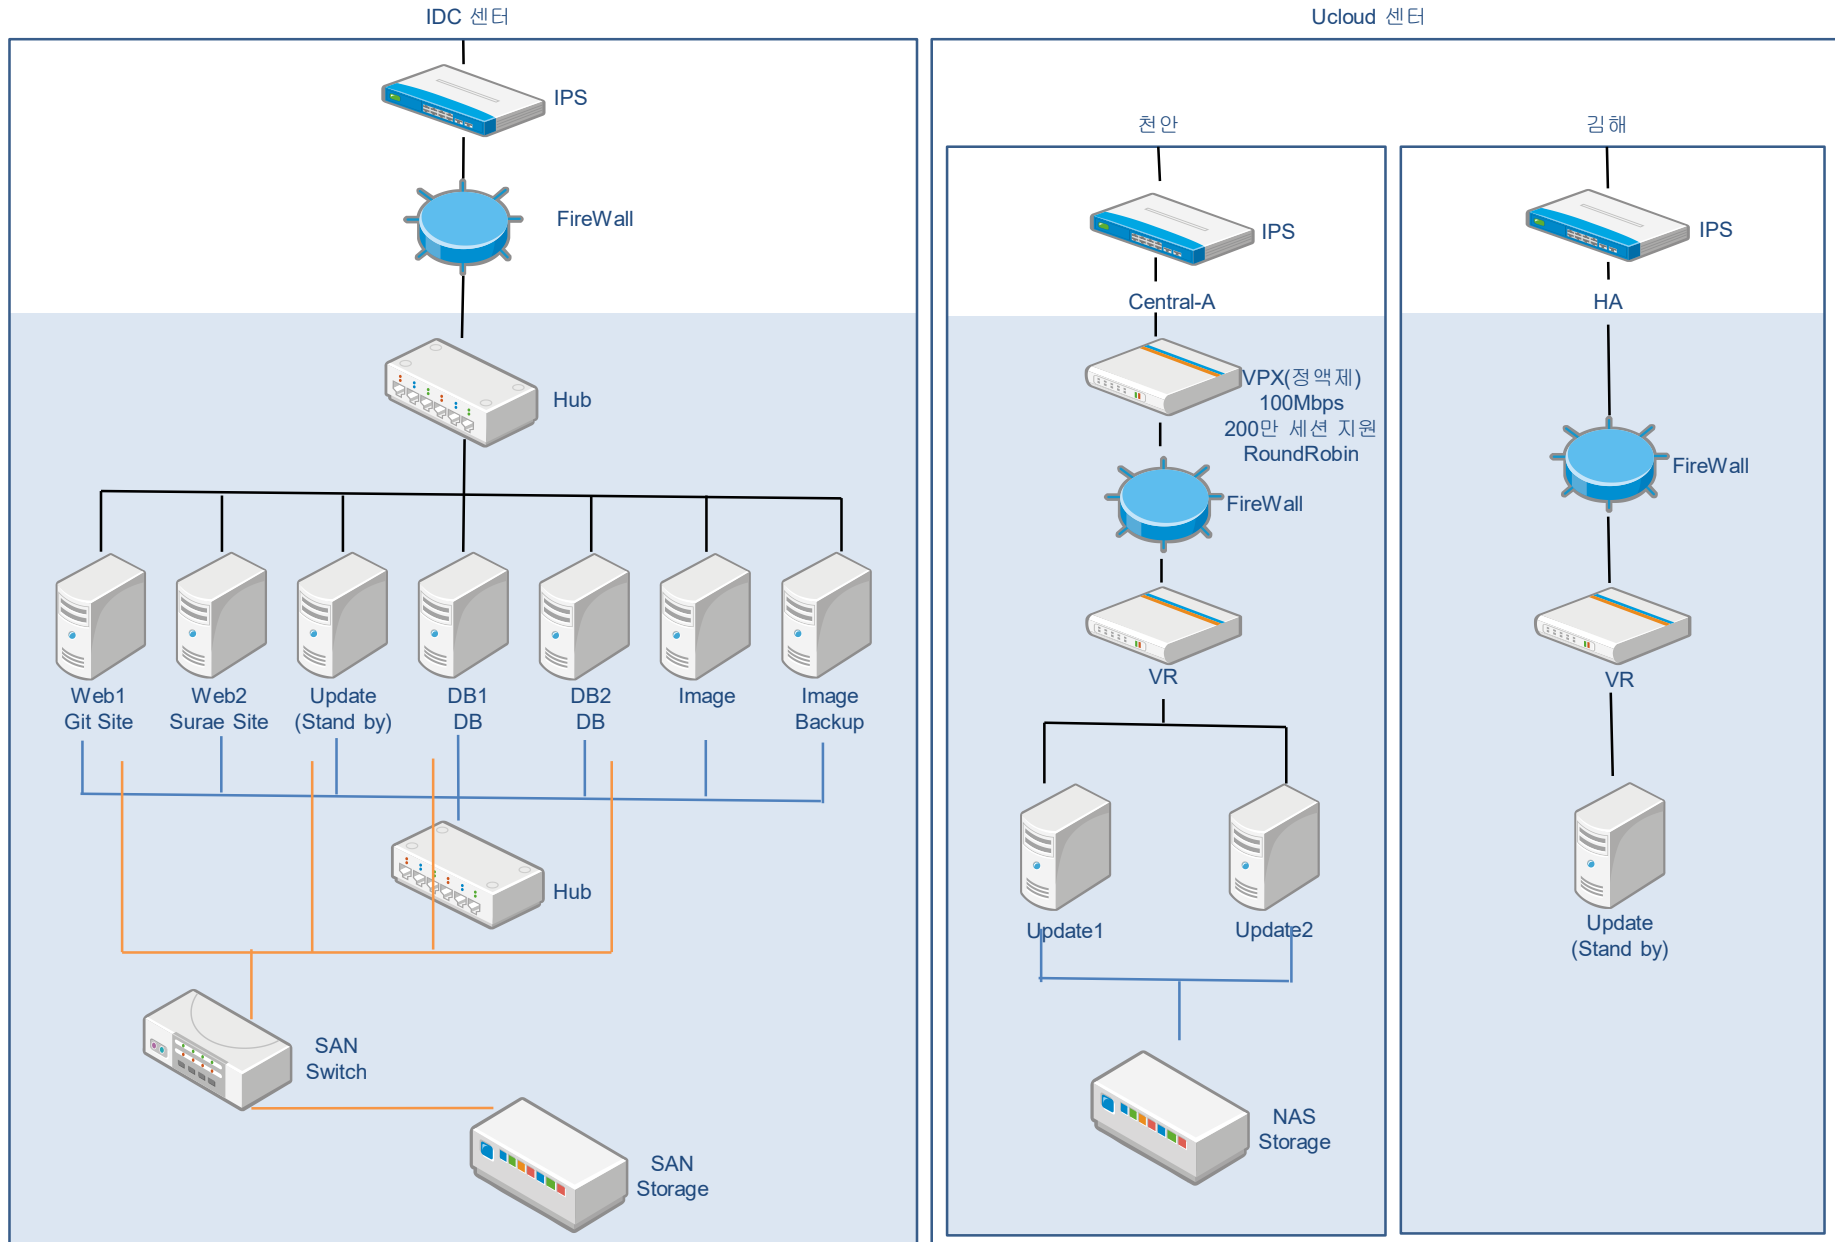 IDC 센터
IPS
FireWall
Hub
Web1
Git Site
Web2
Surae Site
Update
(Stand by)
DB1
DB
DB2
DB
Image
Image
Backup
Hub
SAN
Switch
SAN
Storage
Ucloud 센터
천안
IPS
Central-A
VPX(정액제)
100Mbps
200만 세션 지원
RoundRobin
FireWall
VR
Update1
Update2
NAS
Storage
김해
IPS
HA
FireWall
VR
Update
(Stand by)